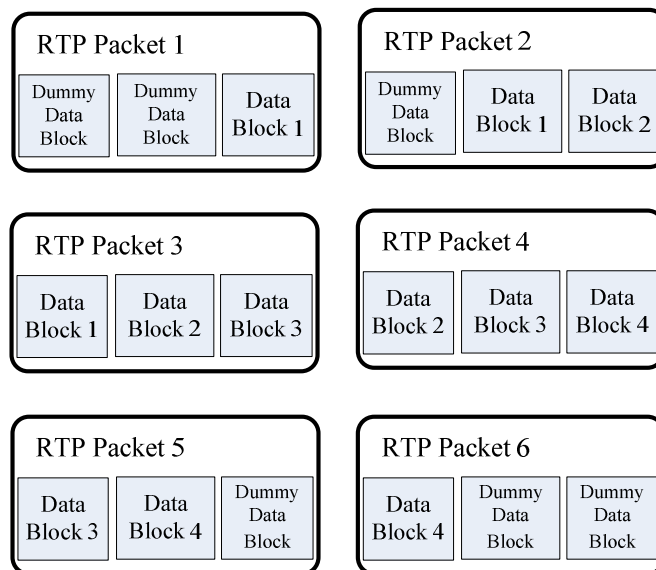 RTP Packet 1
Dummy
Data
Block
Dummy
Data
Block
Data
Block 1
RTP Packet 2
Dummy
Data
Block
Data
Block 1
Data
Block 2
RTP Packet 3
Data
Block 1
Data
Block 2
Data
Block 3
RTP Packet 4
Data
Block 2
Data
Block 3
Data
Block 4
RTP Packet 5
Data
Block 3
Data
Block 4
Dummy
Data
Block
RTP Packet 6
Data
Block 4
Dummy
Data
Block
Dummy
Data
Block